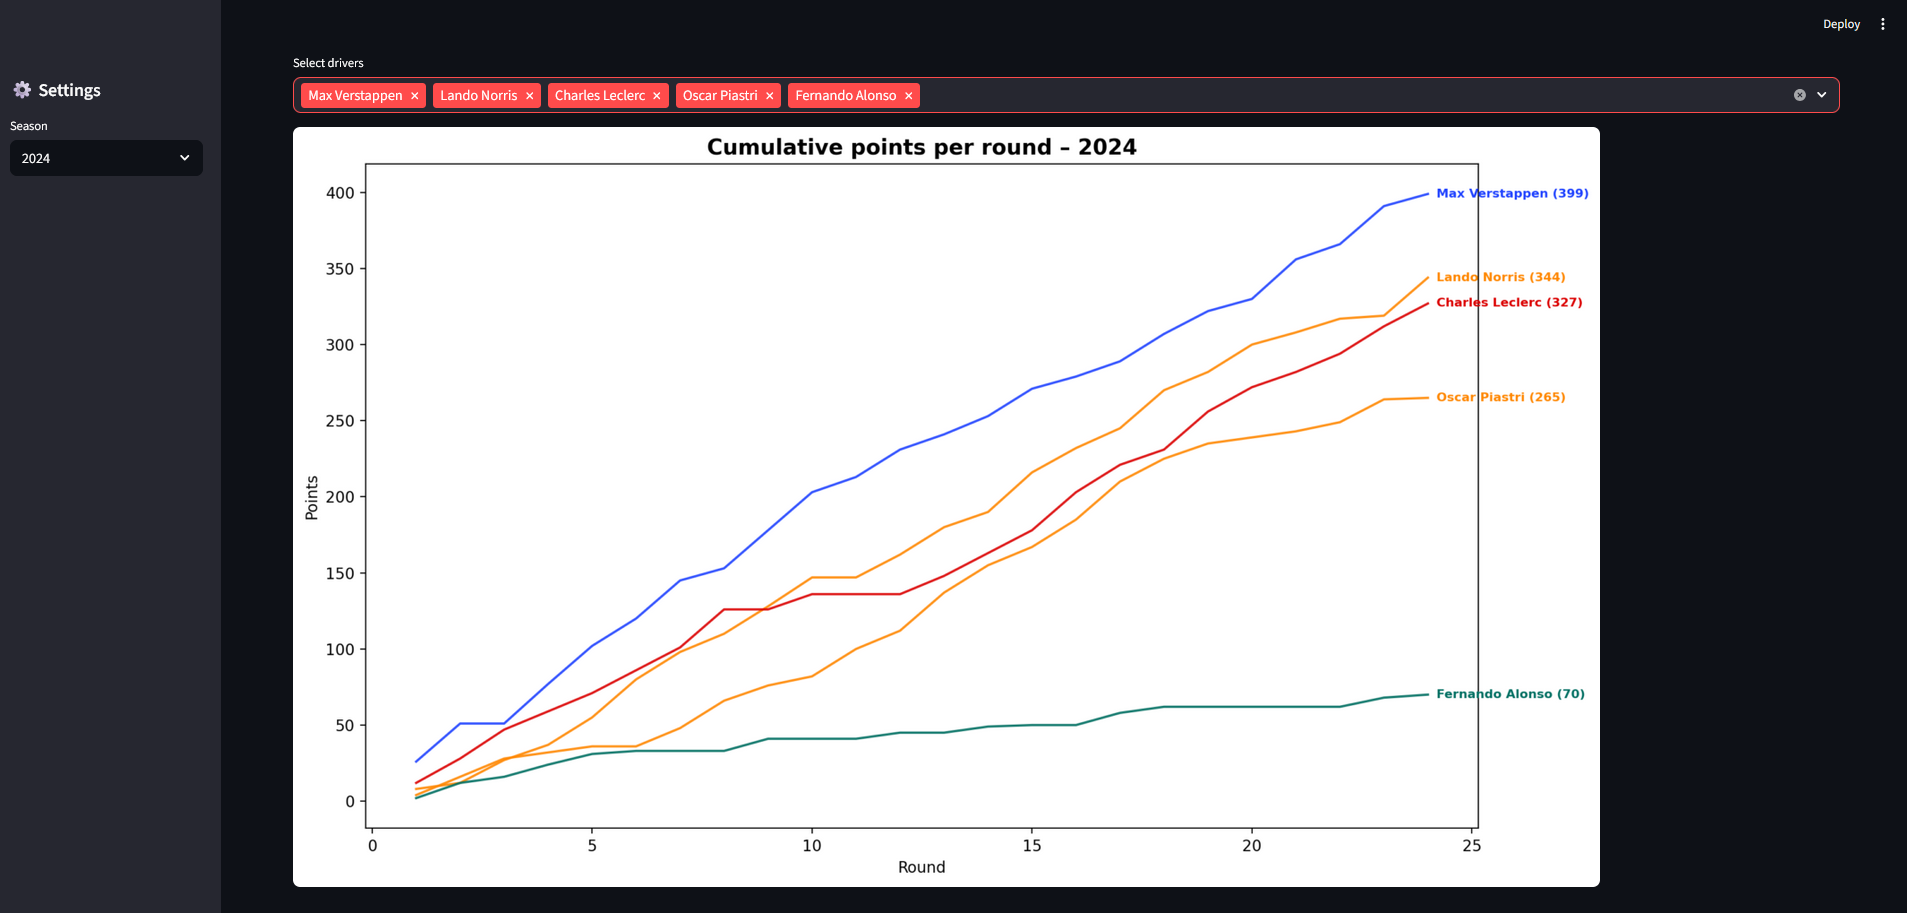 Deploy
Settings
Season
2024
Select drivers
Max Verstappen Lando Norris Charles Leclerc Oscar Piastri Fernando Alonso
Cumulative points per round – 2024
Points
400
350
300
250
200
150
100
50
0
Max Verstappen (399)
Lando Norris (344)
Charles Leclerc (327)
Oscar Piastri (265)
Fernando Alonso (70)
0 5 10 15 20 25
Round